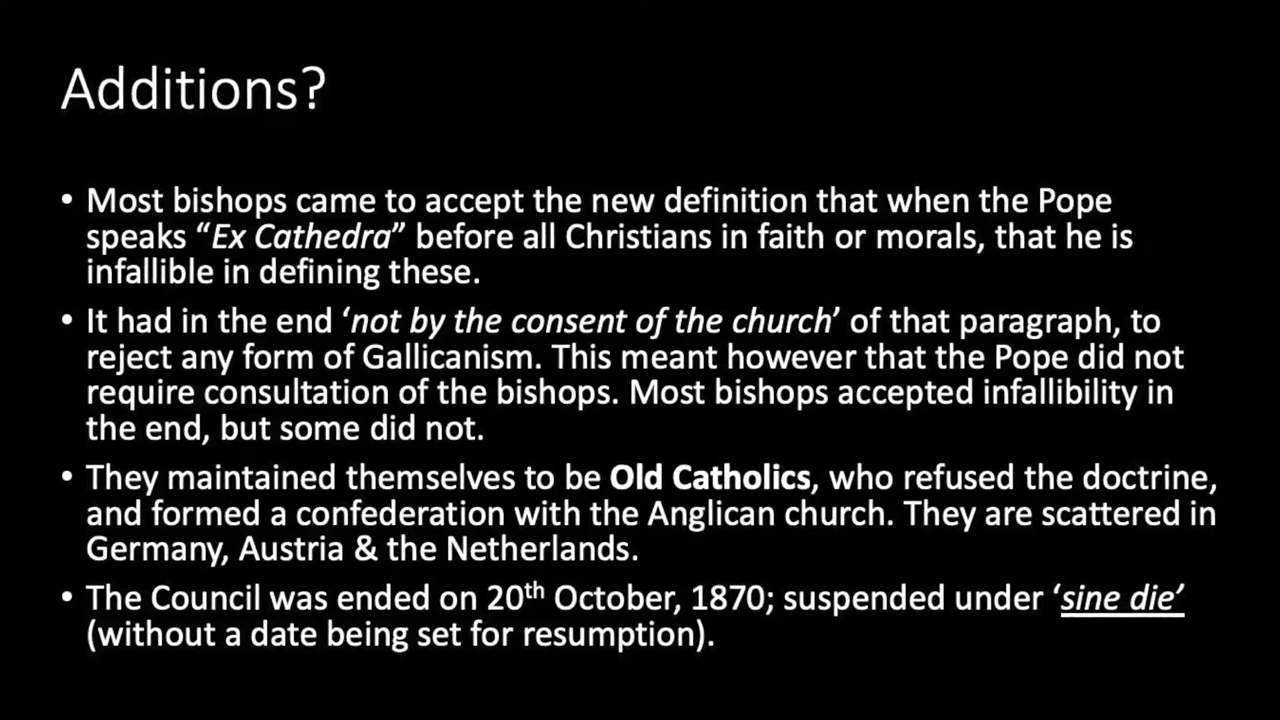 Additions?
• Most bishops came to accept the new definition that when the Pope
speaks “Ex Cathedra” before all Christians in faith or morals, that he is
infallible in defining these.
• It had in the end ‘not by the consent of the church’ of that paragraph, to
reject any form of Gallicanism. This meant however that the Pope did not
require consultation of the bishops. Most bishops accepted infallibility in
the end, but some did not.
• They maintained themselves to be Old Catholics, who refused the doctrine,
and formed a confederation with the Anglican church. They are scattered in
Germany, Austria & the Netherlands.
• The Council was ended on 20th October, 1870; suspended under ‘sine die’
(without a date being set for resumption).